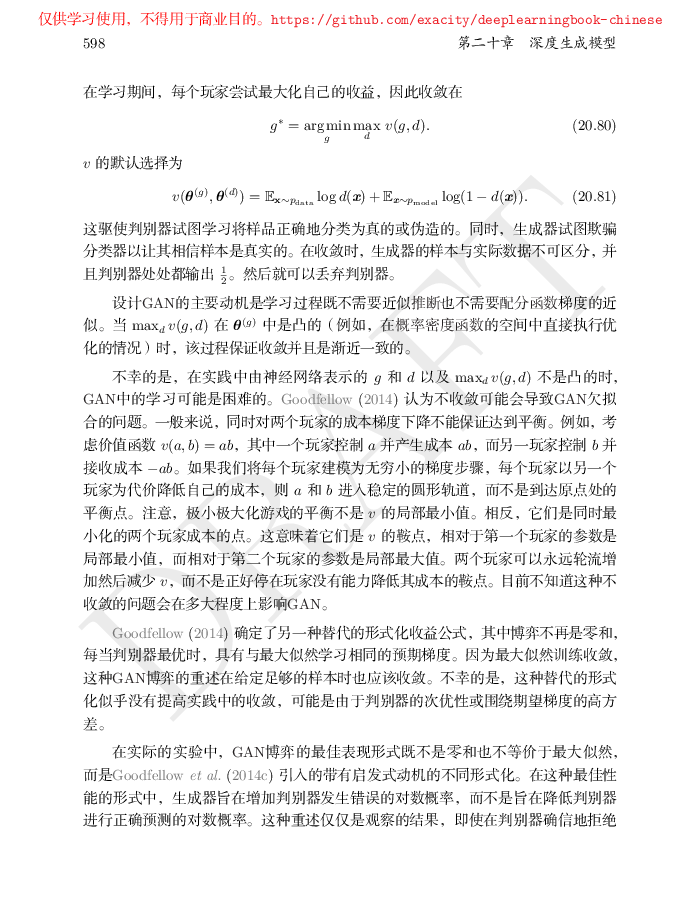 仅供学习使用，不得用于商业目的。https://github.com/exacity/deeplearningbook-chinese
598 第二十章 深度生成模型
在学习期间，每个玩家尝试最大化自己的收益，因此收敛在
g* = arg min_g max_d v(g, d). (20.80)
v 的默认选择为
v(θ^(g), θ^(d)) = 𝔼_{x∼p_data} log d(x) + 𝔼_{x∼p_model} log(1 − d(x)). (20.81)
这驱使判别器试图学习将样品正确地分类为真的或伪造的。同时，生成器试图欺骗
分类器以让其相信样本是真实的。在收敛时，生成器的样本与实际数据不可区分，并
且判别器处处都输出 1/2。然后就可以丢弃判别器。
设计GAN的主要动机是学习过程既不需要近似推断也不需要配分函数梯度的近
似。当 max_d v(g, d) 在 θ^(g) 中是凸的（例如，在概率密度函数的空间中直接执行优
化的情况）时，该过程保证收敛并且是渐近一致的。
不幸的是，在实践中由神经网络表示的 g 和 d 以及 max_d v(g, d) 不是凸的时，
GAN中的学习可能是困难的。Goodfellow (2014) 认为不收敛可能会导致GAN欠拟
合的问题。一般来说，同时对两个玩家的成本梯度下降不能保证达到平衡。例如，考
虑价值函数 v(a, b) = ab，其中一个玩家控制 a 并产生成本 ab，而另一玩家控制 b 并
接收成本 −ab。如果我们将每个玩家建模为无穷小的梯度步骤，每个玩家以另一个
玩家为代价降低自己的成本，则 a 和 b 进入稳定的圆形轨道，而不是到达原点处的
平衡点。注意，极小极大化游戏的平衡不是 v 的局部最小值。相反，它们是同时最
小化的两个玩家成本的点。这意味着它们是 v 的鞍点，相对于第一个玩家的参数是
局部最小值，而相对于第二个玩家的参数是局部最大值。两个玩家可以永远轮流增
加然后减少 v，而不是正好停在玩家没有能力降低其成本的鞍点。目前不知道这种不
收敛的问题会在多大程度上影响GAN。
Goodfellow (2014) 确定了另一种替代的形式化收益公式，其中博弈不再是零和，
每当判别器最优时，具有与最大似然学习相同的预期梯度。因为最大似然训练收敛，
这种GAN博弈的重述在给定足够的样本时也应该收敛。不幸的是，这种替代的形式
化似乎没有提高实践中的收敛，可能是由于判别器的次优性或围绕期望梯度的高方
差。
在实际的实验中，GAN博弈的最佳表现形式既不是零和也不等价于最大似然，
而是Goodfellow et al. (2014c) 引入的带有启发式动机的不同形式化。在这种最佳性
能的形式中，生成器旨在增加判别器发生错误的对数概率，而不是旨在降低判别器
进行正确预测的对数概率。这种重述仅仅是观察的结果，即使在判别器确信地拒绝
DRAFT